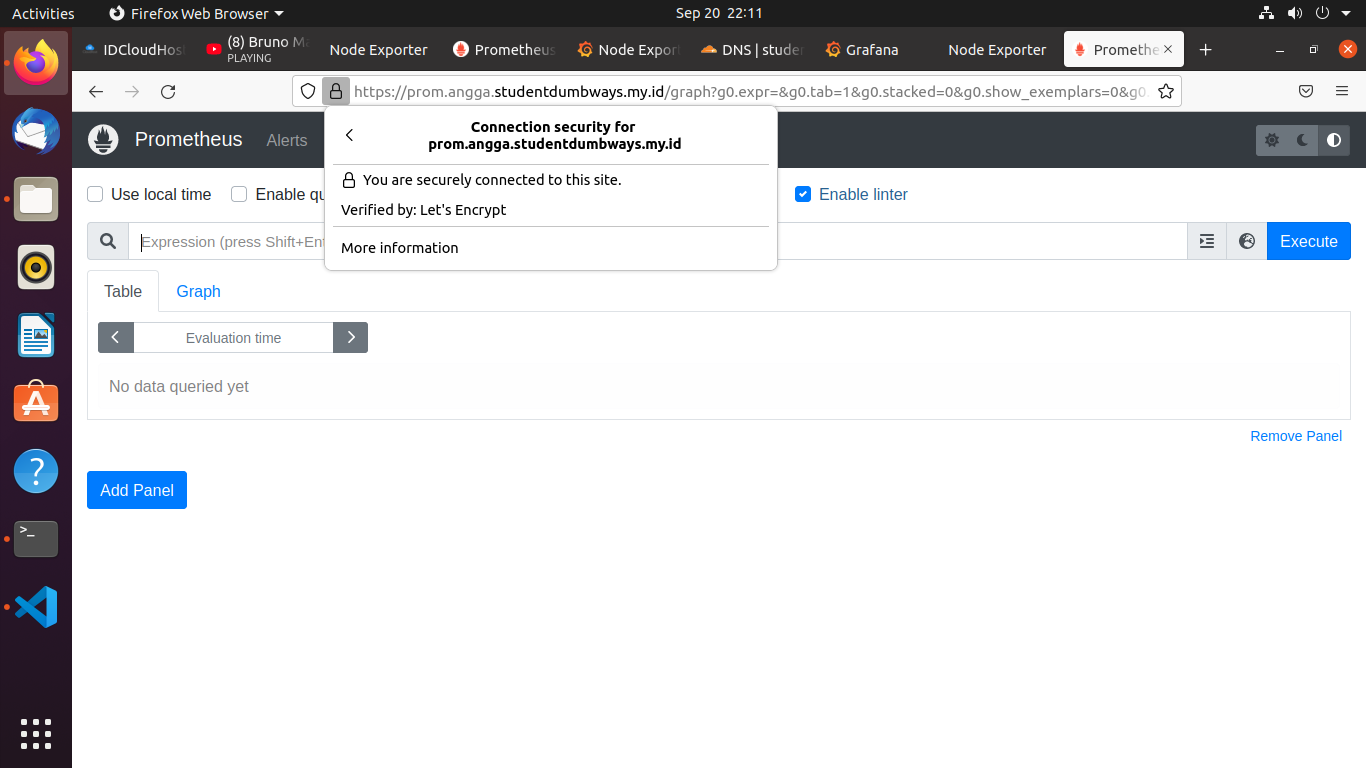 Activities
Firefox Web Browser
Sep 20 22:11
IDCloudHos
(8) Bruno Ma
PLAYING
Node Exporter
Prometheus
Node Export
DNS | studen
Grafana
Node Exporter
Promethe
https://prom.angga.studentdumbways.my.id/graph?g0.expr=&g0.tab=1&g0.stacked=0&g0.show_exemplars=0&g0.
Prometheus
Alerts
Connection security for
prom.angga.studentdumbways.my.id
You are securely connected to this site.
Verified by: Let's Encrypt
More information
Use local time
Enable qu
Enable linter
Expression (press Shift+Ent
Execute
Table
Graph
Evaluation time
No data queried yet
Remove Panel
Add Panel